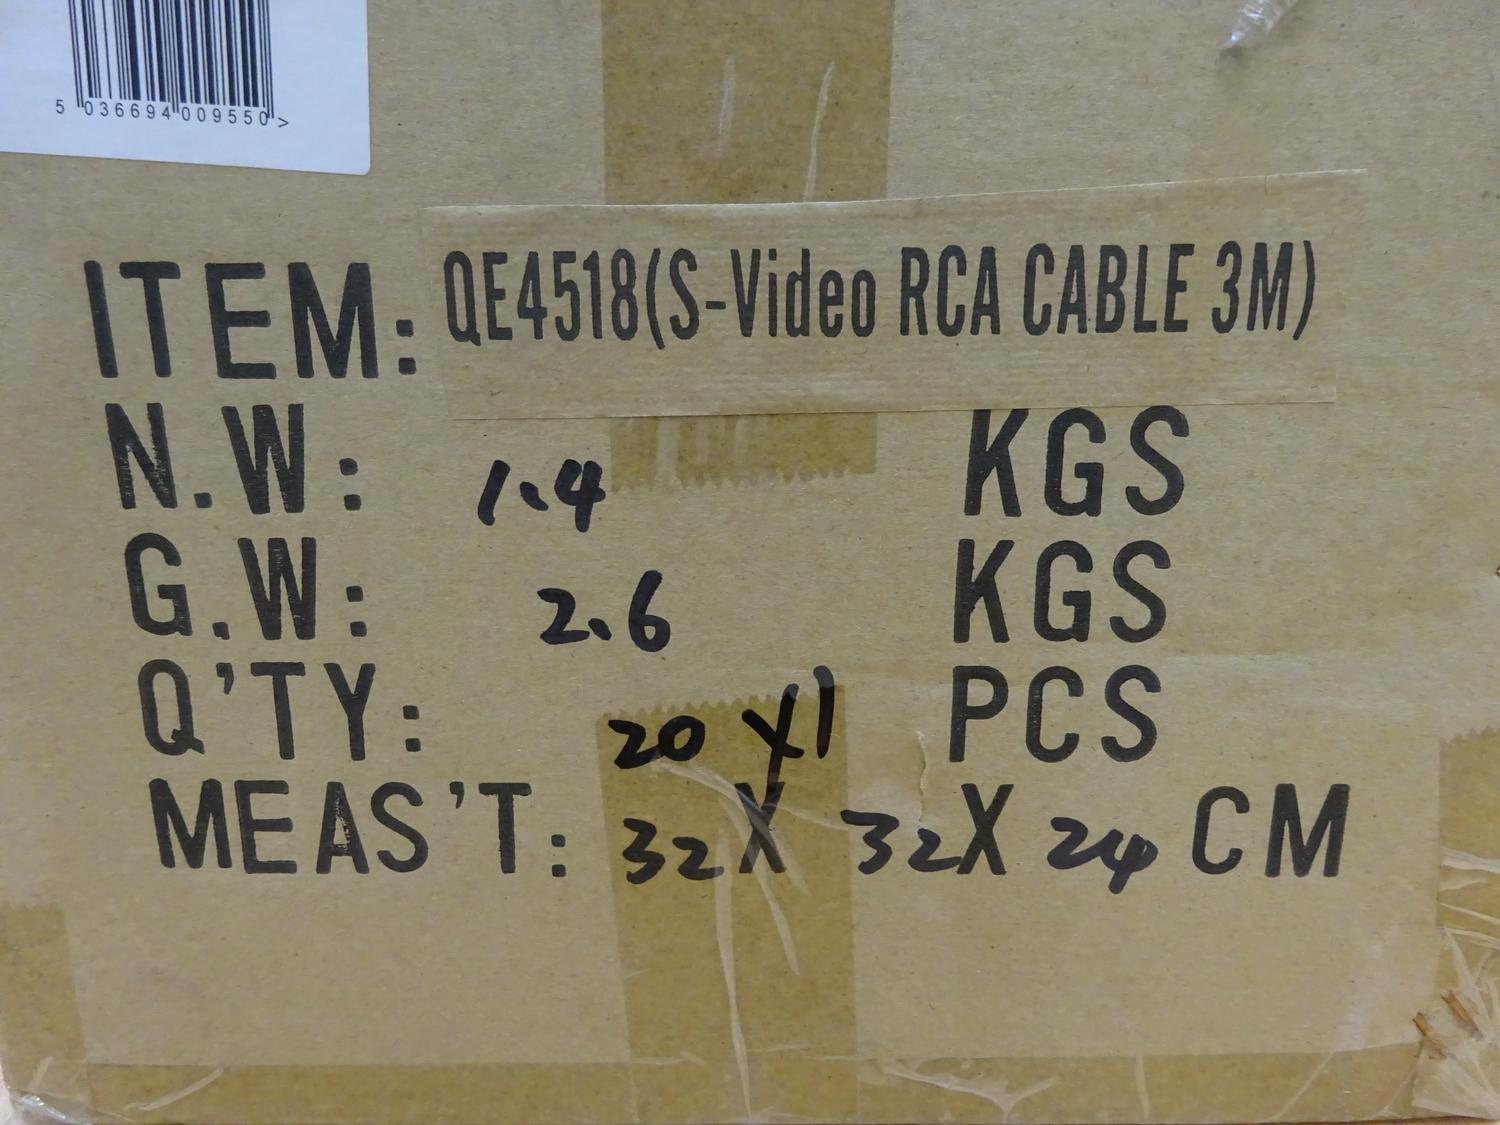 5 036694 009550 >
ITEM: QE4518(S-Video RCA CABLE 3M)
N.W: 1.4 KGS
G.W: 2.6 KGS
Q'TY: 20 X1 PCS
MEAS'T: 32X 32X 24 CM